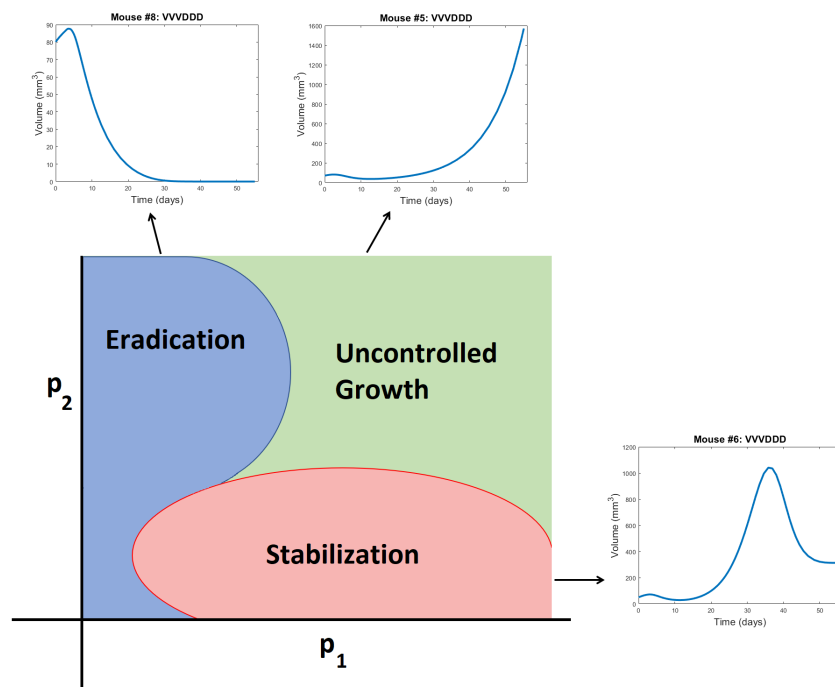 Mouse #8: VVVDDD
90
80
70
60
50
40
30
20
10
0
Volume (mm³)
0 10 20 30 40 50
Time (days)
Mouse #5: VVVDDD
1600
1400
1200
1000
800
600
400
200
0
Volume (mm³)
0 10 20 30 40 50
Time (days)
Eradication
Uncontrolled
Growth
p₂
Stabilization
p₁
Mouse #6: VVVDDD
1200
1000
800
600
400
200
0
Volume (mm³)
0 10 20 30 40 50
Time (days)